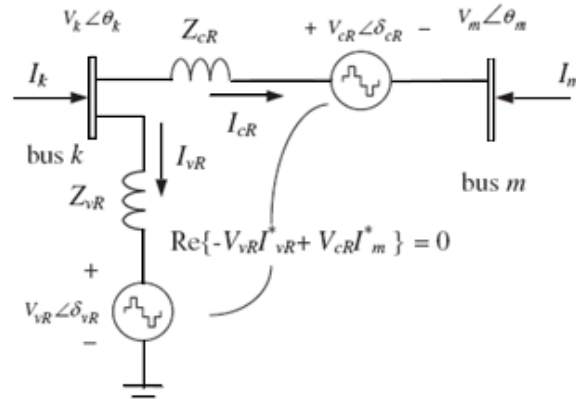 V_k∠θ_k
Z_cR
+ V_cR∠δ_cR −
V_m∠θ_m
I_k
I_m
I_cR
bus k
I_vR
bus m
Z_vR
Re{-V_vR I*_vR + V_cR I*_m } = 0
+
V_vR∠δ_vR
−